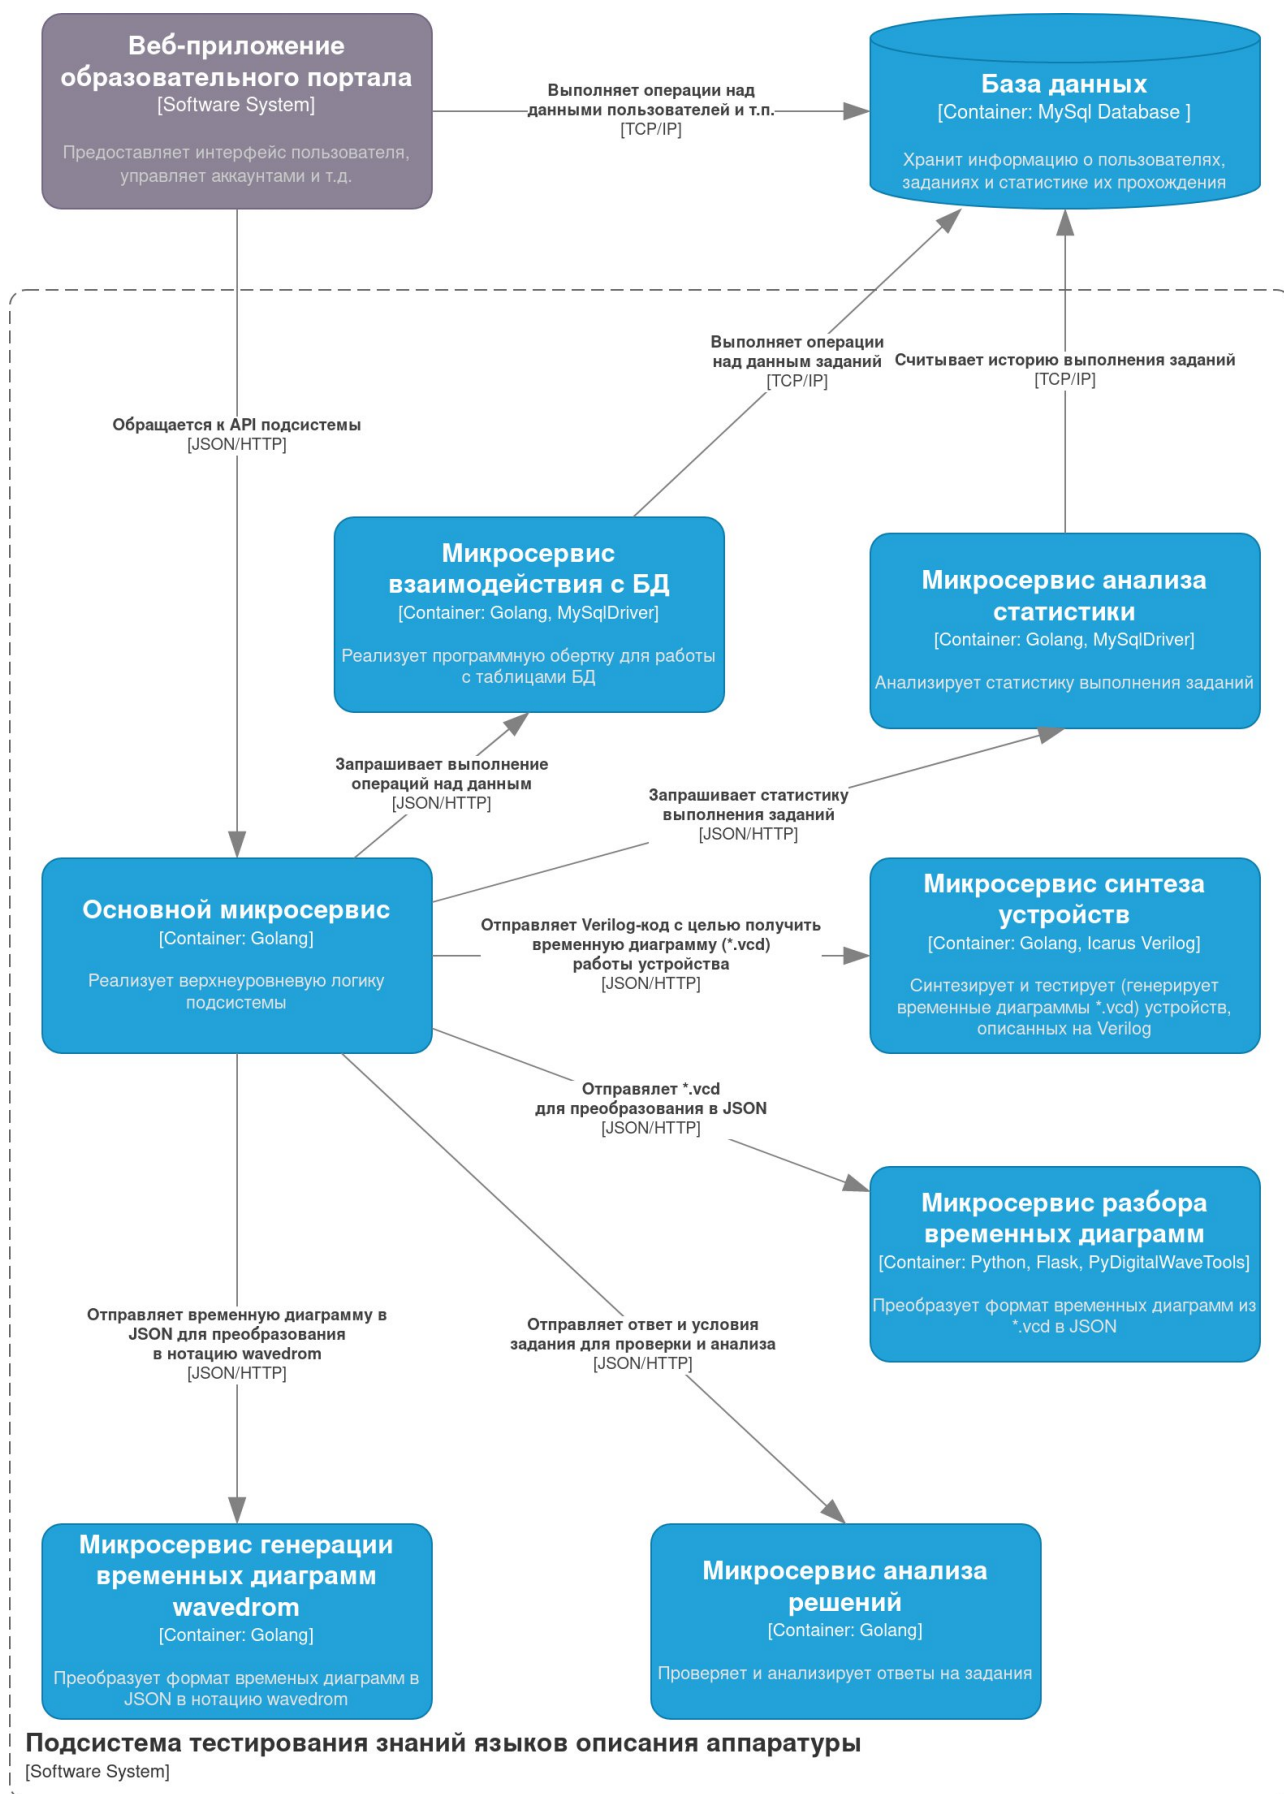 Веб-приложение
образовательного портала
[Software System]
Предоставляет интерфейс пользователя,
управляет аккаунтами и т.д.
Выполняет операции над
данными пользователей и т.п.
[TCP/IP]
База данных
[Container: MySql Database ]
Хранит информацию о пользователях,
заданиях и статистике их прохождения
Выполняет операции
над данным заданий
[TCP/IP]
Считывает историю выполнения заданий
[TCP/IP]
Обращается к API подсистемы
[JSON/HTTP]
Микросервис
взаимодействия с БД
[Container: Golang, MySqlDriver]
Реализует программную обертку для работы
с таблицами БД
Микросервис анализа
статистики
[Container: Golang, MySqlDriver]
Анализирует статистику выполнения заданий
Запрашивает выполнение
операций над данным
[JSON/HTTP]
Запрашивает статистику
выполнения заданий
[JSON/HTTP]
Основной микросервис
[Container: Golang]
Реализует верхнеуровневую логику
подсистемы
Отправляет Verilog-код с целью получить
временную диаграмму (*.vcd)
работы устройства
[JSON/HTTP]
Микросервис синтеза
устройств
[Container: Golang, Icarus Verilog]
Синтезирует и тестирует (генерирует
временные диаграммы *.vcd) устройств,
описанных на Verilog
Отправялет *.vcd
для преобразования в JSON
[JSON/HTTP]
Микросервис разбора
временных диаграмм
[Container: Python, Flask, PyDigitalWaveTools]
Преобразует формат временных диаграмм из
*.vcd в JSON
Отправляет временную диаграмму в
JSON для преобразования
в нотацию wavedrom
[JSON/HTTP]
Отправляет ответ и условия
задания для проверки и анализа
[JSON/HTTP]
Микросервис генерации
временных диаграмм
wavedrom
[Container: Golang]
Преобразует формат временых диаграмм в
JSON в нотацию wavedrom
Микросервис анализа
решений
[Container: Golang]
Проверяет и анализирует ответы на задания
Подсистема тестирования знаний языков описания аппаратуры
[Software System]